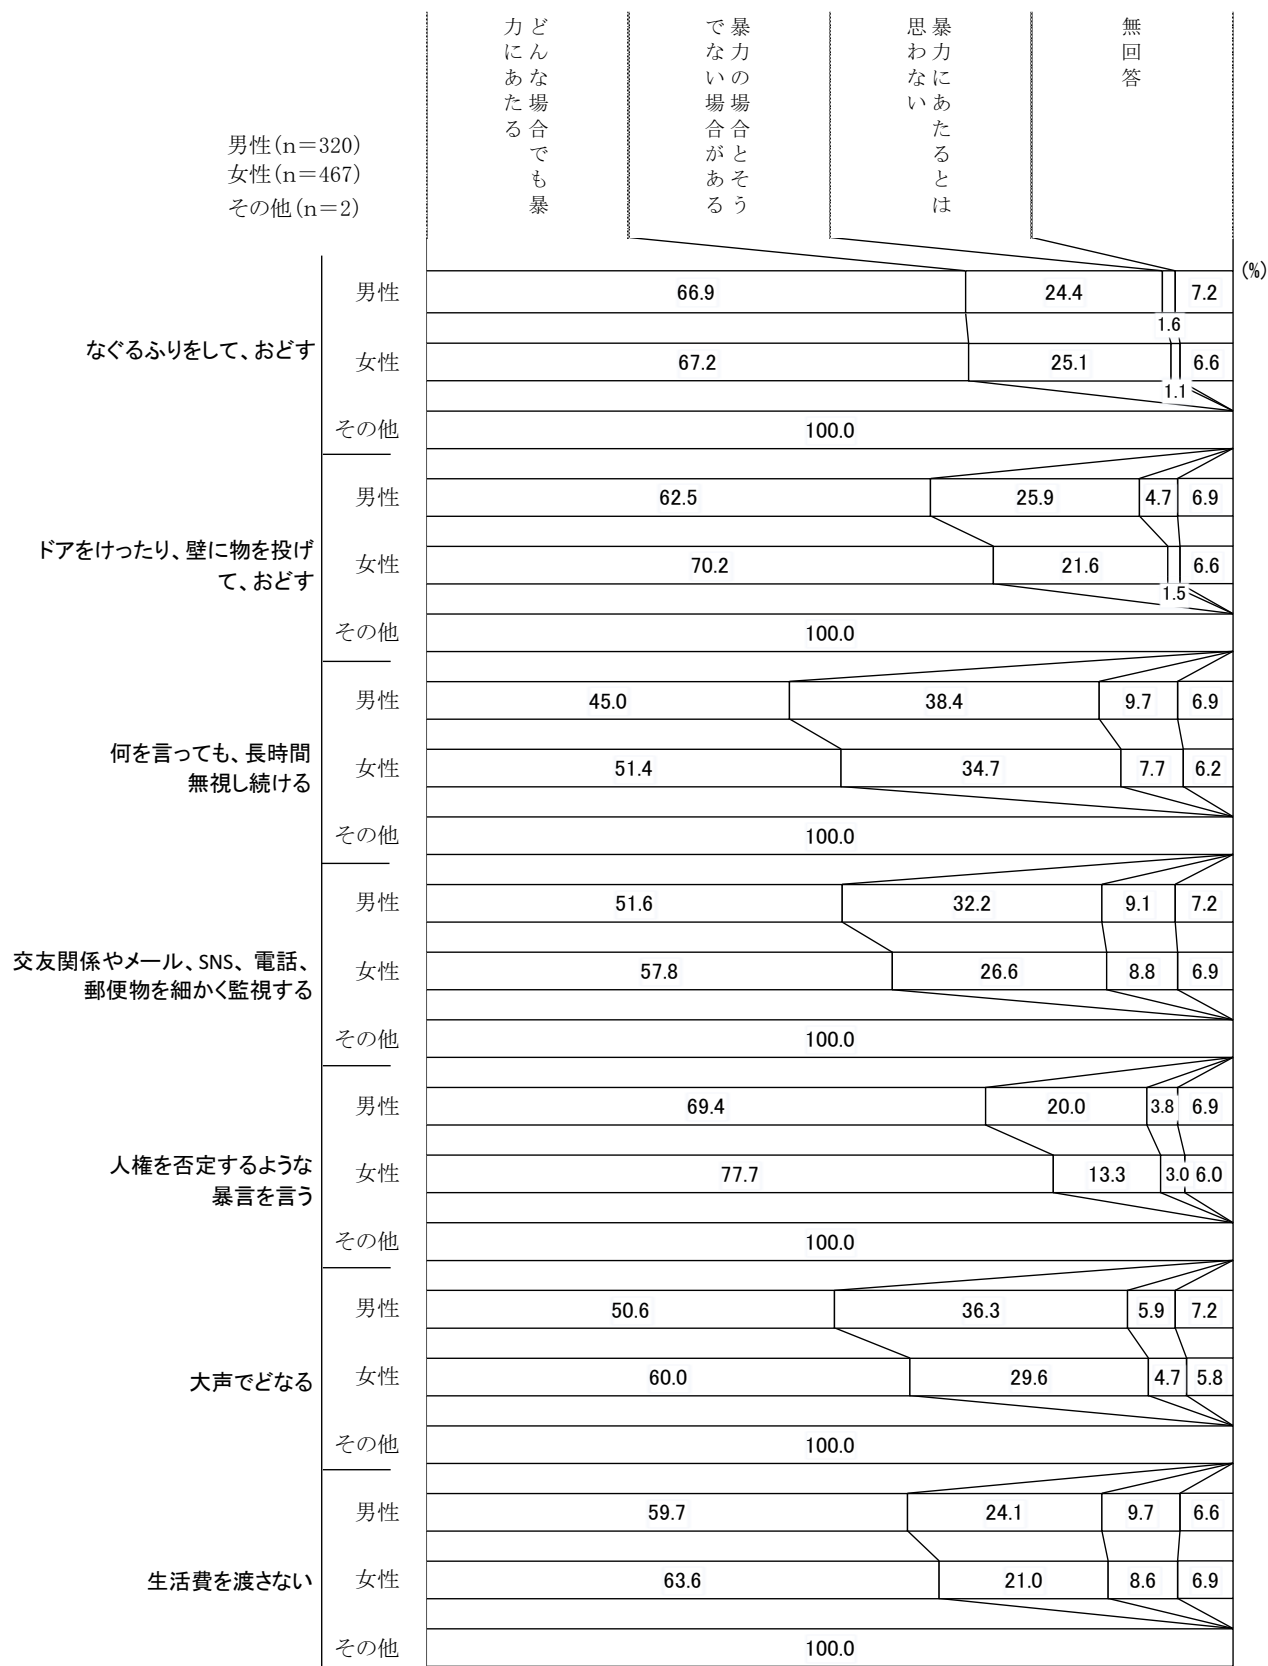 どんな場合でも暴
力にあたる
暴力の場合とそう
でない場合がある
暴力にあたるとは
思わない
無回答
男性(n＝320)
女性(n＝467)
その他(n＝2)
(%)
なぐるふりをして、おどす
男性 66.9 24.4 1.6 7.2
女性 67.2 25.1 1.1 6.6
その他 100.0
ドアをけったり、壁に物を投げ
て、おどす
男性 62.5 25.9 4.7 6.9
女性 70.2 21.6 1.5 6.6
その他 100.0
何を言っても、長時間
無視し続ける
男性 45.0 38.4 9.7 6.9
女性 51.4 34.7 7.7 6.2
その他 100.0
交友関係やメール、SNS、電話、
郵便物を細かく監視する
男性 51.6 32.2 9.1 7.2
女性 57.8 26.6 8.8 6.9
その他 100.0
人権を否定するような
暴言を言う
男性 69.4 20.0 3.8 6.9
女性 77.7 13.3 3.0 6.0
その他 100.0
大声でどなる
男性 50.6 36.3 5.9 7.2
女性 60.0 29.6 4.7 5.8
その他 100.0
生活費を渡さない
男性 59.7 24.1 9.7 6.6
女性 63.6 21.0 8.6 6.9
その他 100.0